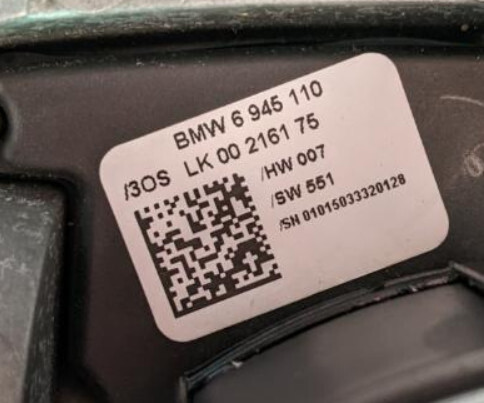 BMW 6 945 110
/3OS LK 00 2161 75
/HW 007
/SW 551
/SN 01015033320128